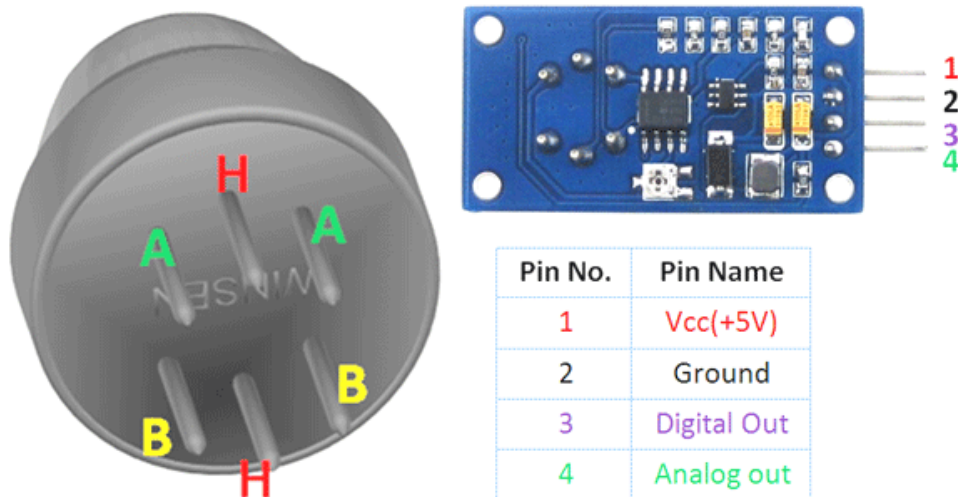 H
A
A
WINSEN
B
B
H
1
2
3
4
Pin No. Pin Name
1 Vcc(+5V)
2 Ground
3 Digital Out
4 Analog out